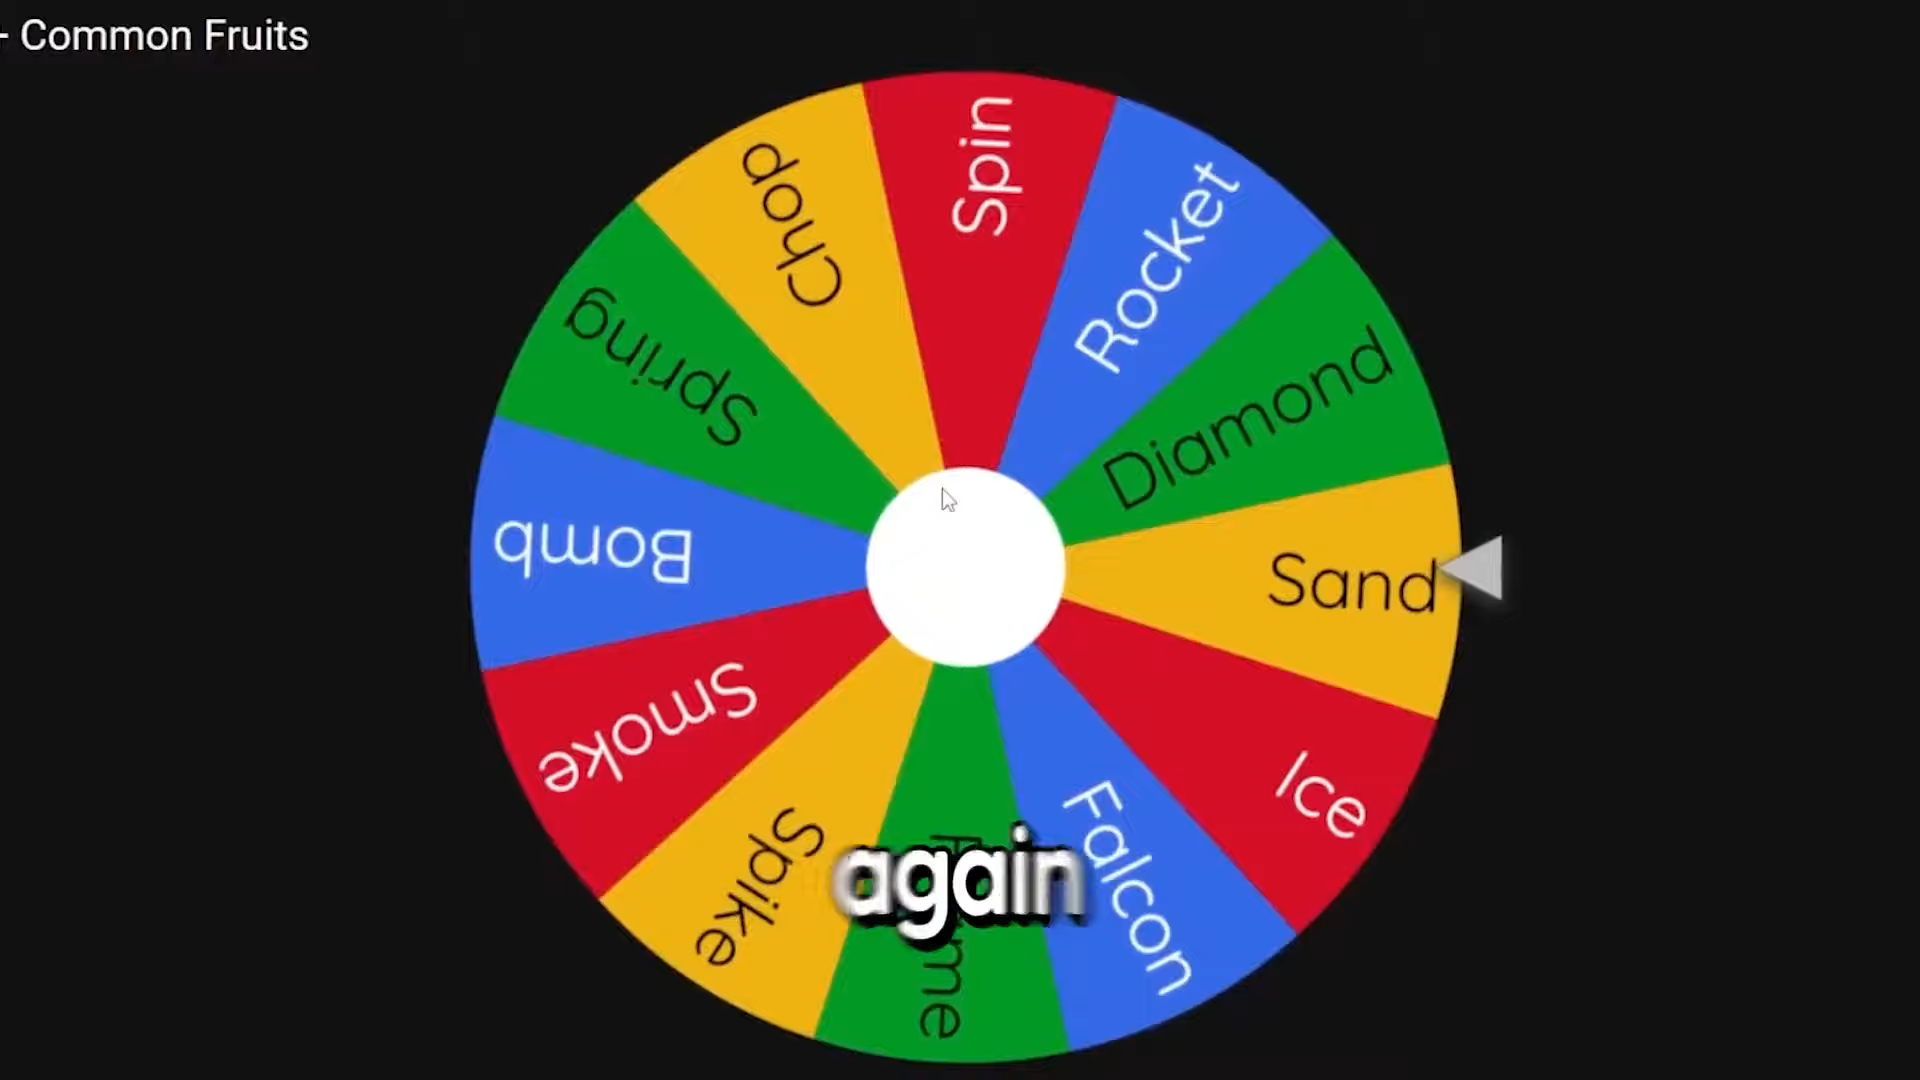 - Common Fruits
Spin
Rocket
Diamond
Sand
Ice
Falcon
Spike
Smoke
Bomb
Spring
Chop
again